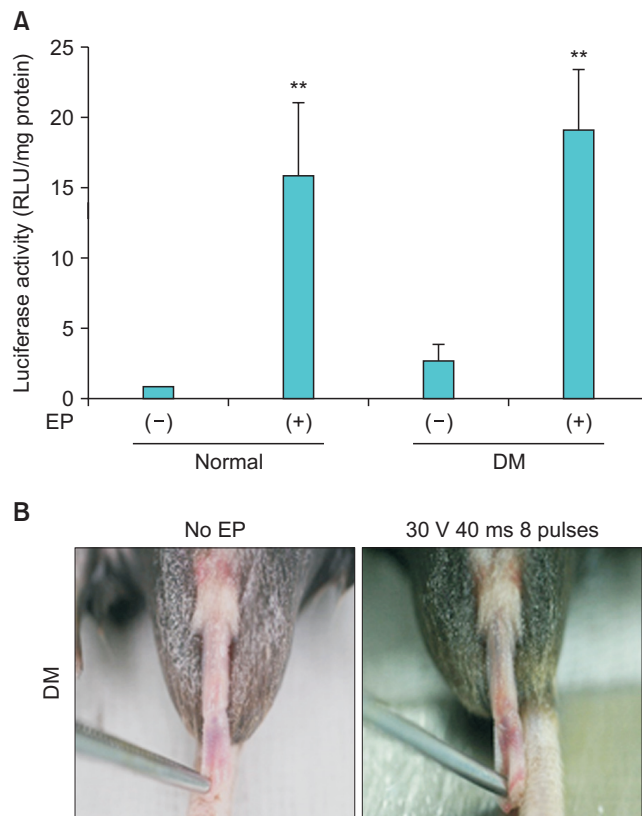 A
Luciferase activity (RLU/mg protein)
25
20
15
10
5
0
**
**
EP (−) (+) (−) (+)
Normal DM
B
No EP 30 V 40 ms 8 pulses
DM